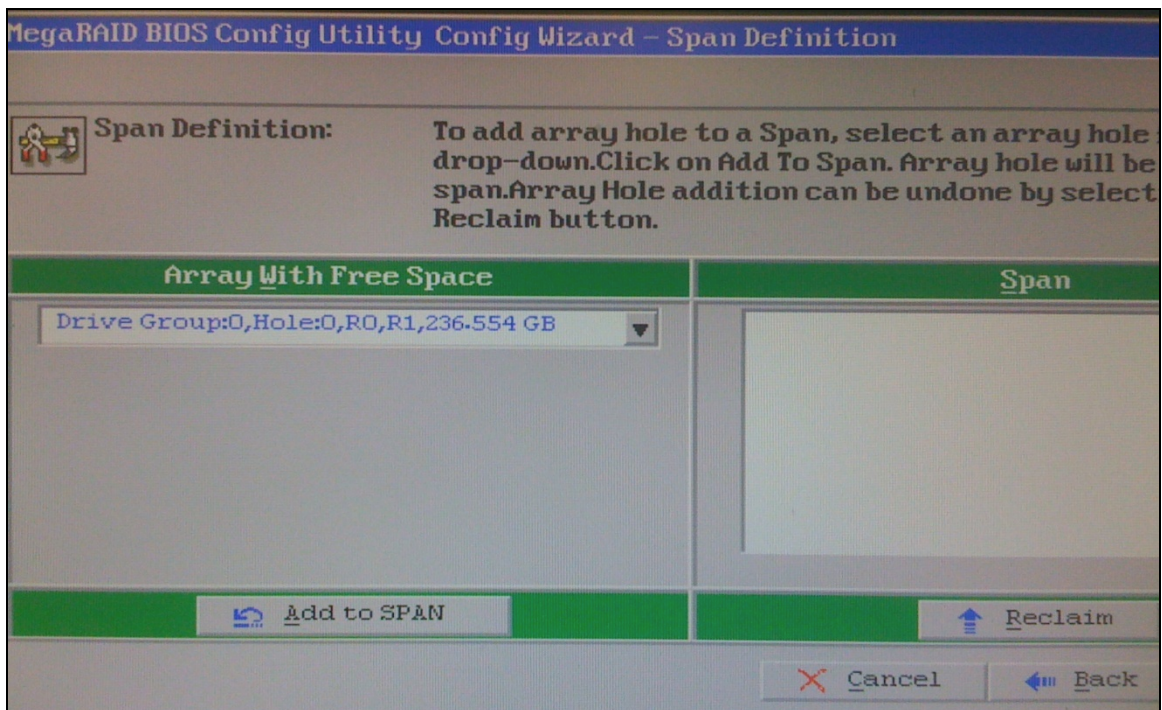 MegaRAID BIOS Config Utility Config Wizard – Span Definition
Span Definition:
To add array hole to a Span, select an array hole
drop-down.Click on Add To Span. Array hole will be
span.Array Hole addition can be undone by select
Reclaim button.
Array With Free Space
Span
Drive Group:0,Hole:0,R0,R1,236.554 GB
Add to SPAN
Reclaim
Cancel
Back